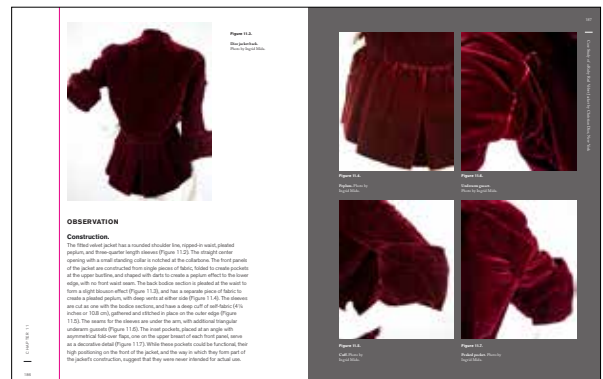 Figure 11.3.
Dior jacket back.
Photo by Ingrid Mida.
OBSERVATION
Construction.
The fitted velvet jacket has a rounded shoulder line, nipped-in waist, pleated
peplum, and three-quarter length sleeves (Figure 11.2). The straight center
opening with a small standing collar is notched at the collarbone. The front panels
of the jacket are constructed from single pieces of fabric, folded to create pockets
at the upper bustline, and shaped with darts to create a peplum effect to the lower
edge, with no front waist seam. The back bodice section is pleated at the waist to
form a slight blouson effect (Figure 11.3), and has a separate piece of fabric to
create a pleated peplum, with deep vents at either side (Figure 11.4). The sleeves
are cut as one with the bodice sections, and have a deep cuff of self-fabric (4¼
inches or 10.8 cm), gathered and stitched in place on the outer edge (Figure
11.5). The seams for the sleeves are under the arm, with additional triangular
underarm gussets (Figure 11.6). The inset pockets, placed at an angle with
asymmetrical fold-over flaps, one on the upper breast of each front panel, serve
as a decorative detail (Figure 11.7). While these pockets could be functional, their
high positioning on the front of the jacket, and the way in which they form part of
the jacket's construction, suggest that they were never intended for actual use.
CHAPTER 11
Figure 11.4.
Peplum. Photo by
Ingrid Mida.
Underarm gusset.
Photo by Ingrid Mida.
Cuff. Photo by
Ingrid Mida.
Figure 11.7.
Photo by
Ingrid Mida.